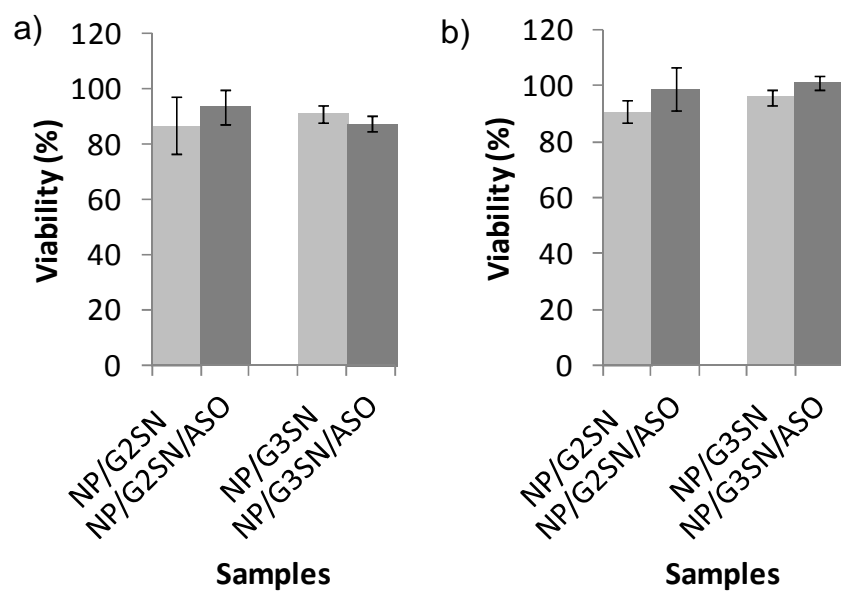 a)
120
100
80
60
40
20
0
Viability (%)
NP/G2SN
NP/G2SN/ASO
NP/G3SN
NP/G3SN/ASO
Samples
b)
120
100
80
60
40
20
0
Viability (%)
NP/G2SN
NP/G2SN/ASO
NP/G3SN
NP/G3SN/ASO
Samples